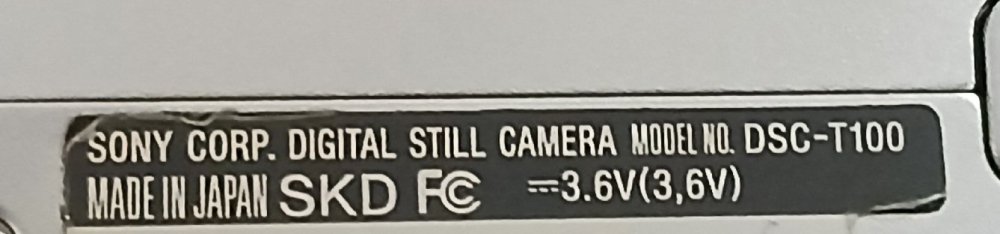 SONY CORP. DIGITAL STILL CAMERA MODEL NO. DSC-T100
MADE IN JAPAN SKD FC ⎓3.6V(3,6V)